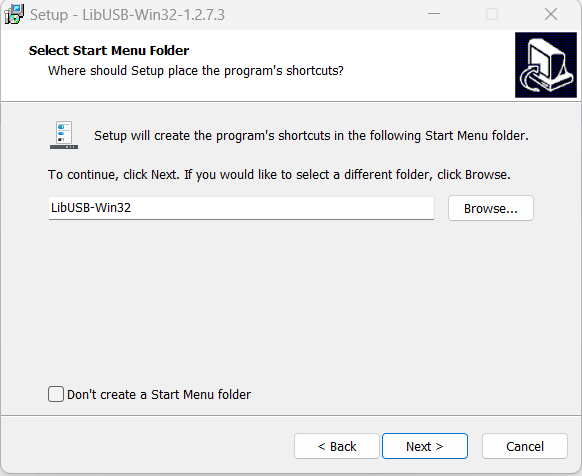 Setup - LibUSB-Win32-1.2.7.3
Select Start Menu Folder
Where should Setup place the program's shortcuts?
Setup will create the program's shortcuts in the following Start Menu folder.
To continue, click Next. If you would like to select a different folder, click Browse.
LibUSB-Win32
Browse...
Don't create a Start Menu folder
< Back
Next >
Cancel